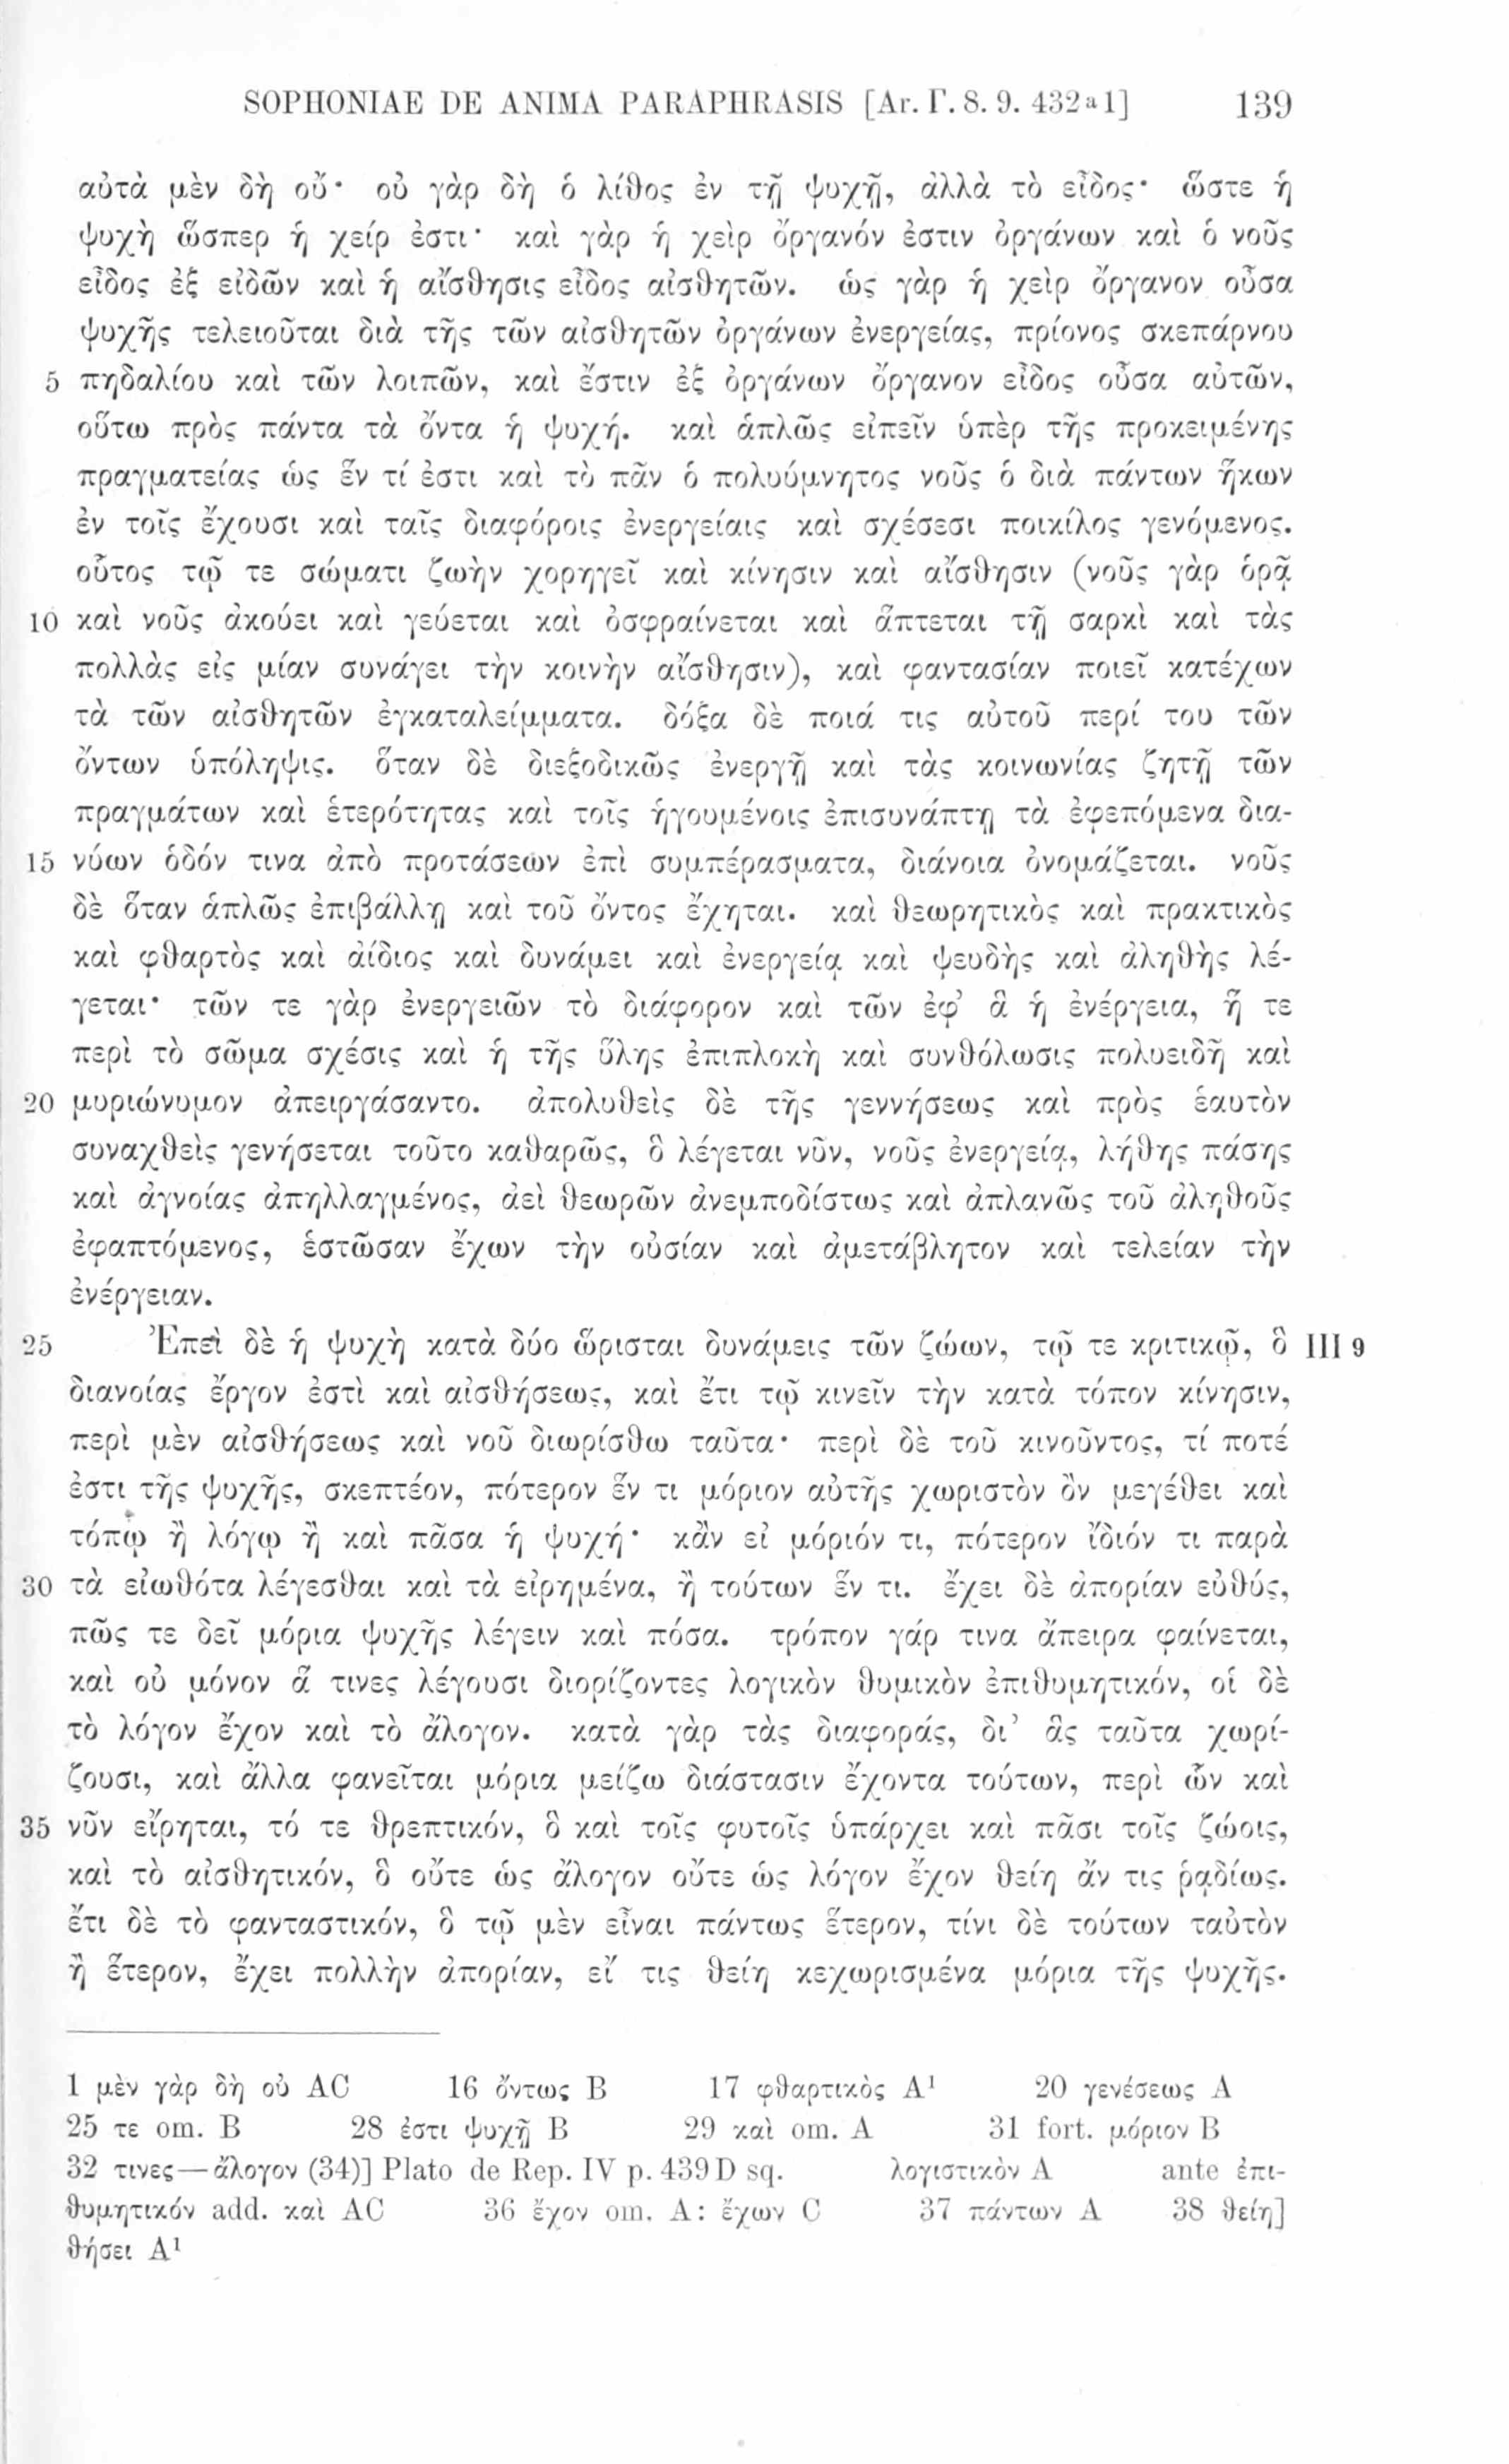 SOPHONIAE DE ANIMA PARAPHRASIS [Ar. Γ. 8. 9. 432ᵃ1] 139
αὐτὰ μὲν δὴ οὔ· οὐ γὰρ δὴ ὁ λίθος ἐν τῇ ψυχῇ, ἀλλὰ τὸ εἶδος· ὥστε ἡ
ψυχὴ ὥσπερ ἡ χείρ ἐστι· καὶ γὰρ ἡ χεὶρ ὄργανόν ἐστιν ὀργάνων καὶ ὁ νοῦς
εἶδος ἐξ εἰδῶν καὶ ἡ αἴσθησις εἶδος αἰσθητῶν. ὡς γὰρ ἡ χεὶρ ὄργανον οὖσα
ψυχῆς τελειοῦται διὰ τῆς τῶν αἰσθητῶν ὀργάνων ἐνεργείας, πρίονος σκεπάρνου
5 πηδαλίου καὶ τῶν λοιπῶν, καὶ ἔστιν ἐξ ὀργάνων ὄργανον εἶδος οὖσα αὐτῶν,
οὕτω πρὸς πάντα τὰ ὄντα ἡ ψυχή. καὶ ἁπλῶς εἰπεῖν ὑπὲρ τῆς προκειμένης
πραγματείας ὡς ἕν τί ἐστι καὶ τὸ πᾶν ὁ πολυύμνητος νοῦς ὁ διὰ πάντων ἥκων
ἐν τοῖς ἔχουσι καὶ ταῖς διαφόροις ἐνεργείαις καὶ σχέσεσι ποικίλος γενόμενος.
οὗτος τῷ τε σώματι ζωὴν χορηγεῖ καὶ κίνησιν καὶ αἴσθησιν (νοῦς γὰρ ὁρᾷ
10 καὶ νοῦς ἀκούει καὶ γεύεται καὶ ὀσφραίνεται καὶ ἅπτεται τῇ σαρκὶ καὶ τὰς
πολλὰς εἰς μίαν συνάγει τὴν κοινὴν αἴσθησιν), καὶ φαντασίαν ποιεῖ κατέχων
τὰ τῶν αἰσθητῶν ἐγκαταλείμματα. δόξα δὲ ποιά τις αὐτοῦ περί του τῶν
ὄντων ὑπόληψις. ὅταν δὲ διεξοδικῶς ἐνεργῇ καὶ τὰς κοινωνίας ζητῇ τῶν
πραγμάτων καὶ ἑτερότητας καὶ τοῖς ἡγουμένοις ἐπισυνάπτῃ τὰ ἐφεπόμενα δια-
15 νύων ὁδόν τινα ἀπὸ προτάσεων ἐπὶ συμπέρασματα, διάνοια ὀνομάζεται. νοῦς
δὲ ὅταν ἁπλῶς ἐπιβάλλῃ καὶ τοῦ ὄντος ἔχηται. καὶ θεωρητικὸς καὶ πρακτικὸς
καὶ φθαρτὸς καὶ ἀίδιος καὶ δυνάμει καὶ ἐνεργείᾳ καὶ ψευδὴς καὶ ἀληθὴς λέ-
γεται· τῶν τε γὰρ ἐνεργειῶν τὸ διάφορον καὶ τῶν ἐφ’ ἃ ἡ ἐνέργεια, ἥ τε
περὶ τὸ σῶμα σχέσις καὶ ἡ τῆς ὕλης ἐπιπλοκὴ καὶ συνθόλωσις πολυειδῆ καὶ
20 μυριώνυμον ἀπειργάσαντο. ἀπολυθεὶς δὲ τῆς γεννήσεως καὶ πρὸς ἑαυτὸν
συναχθεὶς γενήσεται τοῦτο καθαρῶς, ὃ λέγεται νῦν, νοῦς ἐνεργείᾳ, λήθης πάσης
καὶ ἀγνοίας ἀπηλλαγμένος, ἀεὶ θεωρῶν ἀνεμποδίστως καὶ ἀπλανῶς τοῦ ἀληθοῦς
ἐφαπτόμενος, ἑστῶσαν ἔχων τὴν οὐσίαν καὶ ἀμετάβλητον καὶ τελείαν τὴν
ἐνέργειαν.
25 Ἐπεὶ δὲ ἡ ψυχὴ κατὰ δύο ὥρισται δυνάμεις τῶν ζώων, τῷ τε κριτικῷ, ὃ III 9
διανοίας ἔργον ἐστὶ καὶ αἰσθήσεως, καὶ ἔτι τῷ κινεῖν τὴν κατὰ τόπον κίνησιν,
περὶ μὲν αἰσθήσεως καὶ νοῦ διωρίσθω ταῦτα· περὶ δὲ τοῦ κινοῦντος, τί ποτέ
ἐστι τῆς ψυχῆς, σκεπτέον, πότερον ἕν τι μόριον αὐτῆς χωριστὸν ὂν μεγέθει καὶ
τόπῳ ἢ λόγῳ ἢ καὶ πᾶσα ἡ ψυχή· κἂν εἰ μόριόν τι, πότερον ἴδιόν τι παρὰ
30 τὰ εἰωθότα λέγεσθαι καὶ τὰ εἰρημένα, ἢ τούτων ἕν τι. ἔχει δὲ ἀπορίαν εὐθύς,
πῶς τε δεῖ μόρια ψυχῆς λέγειν καὶ πόσα. τρόπον γάρ τινα ἄπειρα φαίνεται,
καὶ οὐ μόνον ἅ τινες λέγουσι διορίζοντες λογικὸν θυμικὸν ἐπιθυμητικόν, οἱ δὲ
τὸ λόγον ἔχον καὶ τὸ ἄλογον. κατὰ γὰρ τὰς διαφοράς, δι’ ἃς ταῦτα χωρί-
ζουσι, καὶ ἄλλα φανεῖται μόρια μείζω διάστασιν ἔχοντα τούτων, περὶ ὧν καὶ
35 νῦν εἴρηται, τό τε θρεπτικόν, ὃ καὶ τοῖς φυτοῖς ὑπάρχει καὶ πᾶσι τοῖς ζώοις,
καὶ τὸ αἰσθητικόν, ὃ οὔτε ὡς ἄλογον οὔτε ὡς λόγον ἔχον θείη ἄν τις ῥᾳδίως.
ἔτι δὲ τὸ φανταστικόν, ὃ τῷ μὲν εἶναι πάντως ἕτερον, τίνι δὲ τούτων ταὐτὸν
ἢ ἕτερον, ἔχει πολλὴν ἀπορίαν, εἴ τις θείη κεχωρισμένα μόρια τῆς ψυχῆς.
1 μὲν γὰρ δὴ οὐ AC 16 ὄντως B 17 φθαρτικὸς A¹ 20 γενέσεως A
25 τε om. B 28 ἐστι ψυχῇ B 29 καὶ om. A 31 fort. μόριον B
32 τινες—ἄλογον (34)] Plato de Rep. IV p. 439D sq. λογιστικὸν A ante ἐπι-
θυμητικόν add. καὶ AC 36 ἔχον om. A: ἔχων C 37 πάντων A 38 θείη]
θήσει A¹